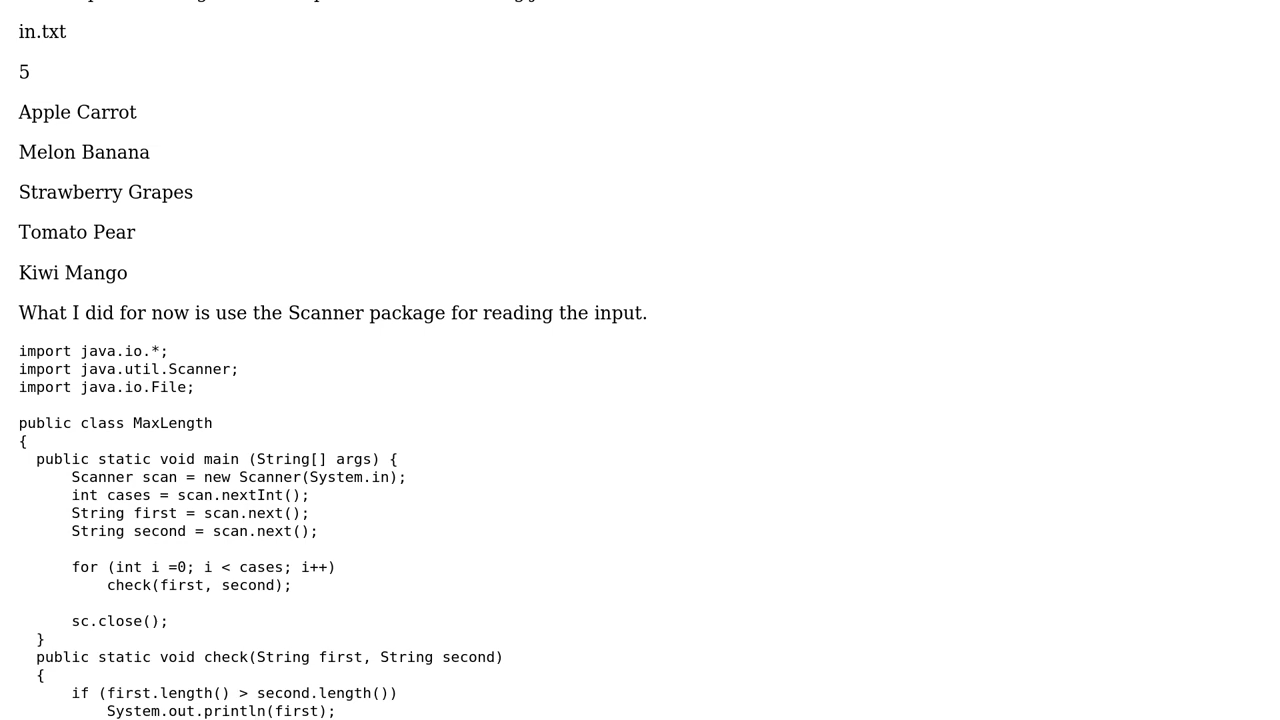 in.txt
5
Apple Carrot
Melon Banana
Strawberry Grapes
Tomato Pear
Kiwi Mango
What I did for now is use the Scanner package for reading the input.
import java.io.*;
import java.util.Scanner;
import java.io.File;
public class MaxLength
{
  public static void main (String[] args) {
      Scanner scan = new Scanner(System.in);
      int cases = scan.nextInt();
      String first = scan.next();
      String second = scan.next();
      for (int i =0; i < cases; i++)
          check(first, second);
      sc.close();
  }
  public static void check(String first, String second)
  {
      if (first.length() > second.length())
          System.out.println(first);